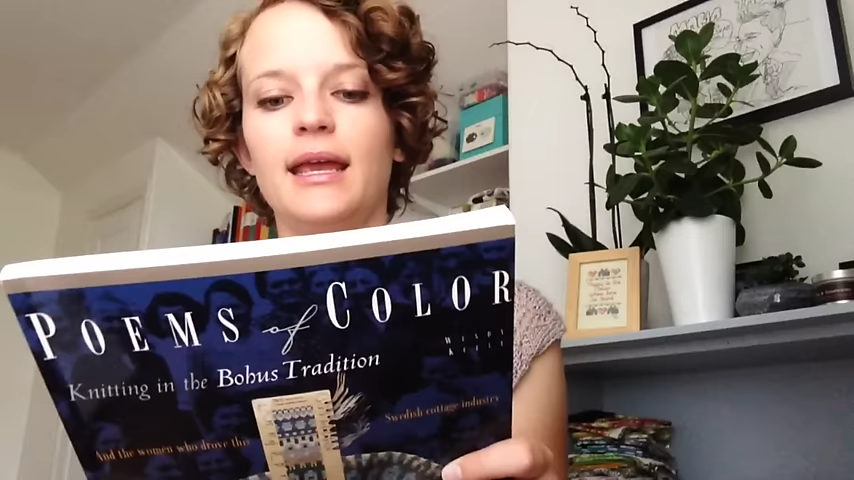 POEMS of COLOR
Knitting in the Bohus Tradition
And the women who drove this
Swedish cottage industry